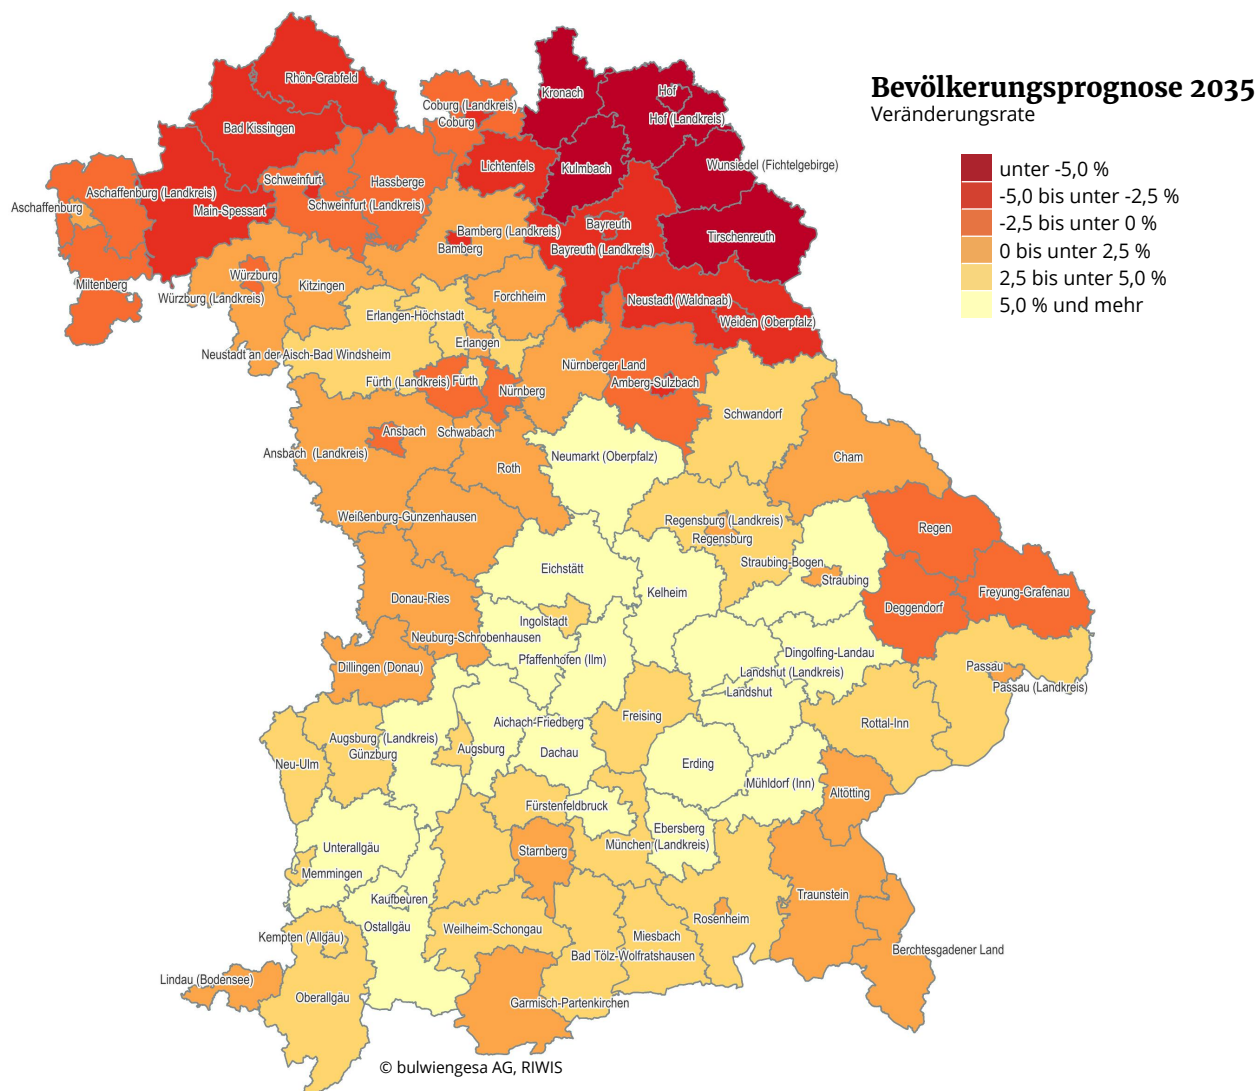 Bevölkerungsprognose 2035
Veränderungsrate
unter -5,0 %
-5,0 bis unter -2,5 %
-2,5 bis unter 0 %
0 bis unter 2,5 %
2,5 bis unter 5,0 %
5,0 % und mehr
Rhön-Grabfeld
Kronach
Hof
Coburg (Landkreis)
Hof (Landkreis)
Coburg
Bad Kissingen
Lichtenfels
Kulmbach
Wunsiedel (Fichtelgebirge)
Schweinfurt
Hassberge
Aschaffenburg (Landkreis)
Aschaffenburg
Main-Spessart
Schweinfurt (Landkreis)
Bayreuth
Bamberg (Landkreis)
Tirschenreuth
Bamberg
Bayreuth (Landkreis)
Würzburg
Miltenberg
Kitzingen
Würzburg (Landkreis)
Forchheim
Neustadt (Waldnaab)
Erlangen-Höchstadt
Weiden (Oberpfalz)
Erlangen
Neustadt an der Aisch-Bad Windsheim
Nürnberger Land
Fürth (Landkreis)
Fürth
Nürnberg
Amberg-Sulzbach
Schwandorf
Ansbach
Schwabach
Ansbach (Landkreis)
Roth
Neumarkt (Oberpfalz)
Cham
Weißenburg-Gunzenhausen
Regensburg (Landkreis)
Regensburg
Regen
Straubing-Bogen
Straubing
Eichstätt
Kelheim
Freyung-Grafenau
Donau-Ries
Deggendorf
Ingolstadt
Neuburg-Schrobenhausen
Dingolfing-Landau
Pfaffenhofen (Ilm)
Dillingen (Donau)
Landshut (Landkreis)
Passau
Landshut
Passau (Landkreis)
Freising
Aichach-Friedberg
Rottal-Inn
Augsburg (Landkreis)
Augsburg
Dachau
Günzburg
Neu-Ulm
Erding
Mühldorf (Inn)
Altötting
Fürstenfeldbruck
Ebersberg
München (Landkreis)
Unterallgäu
Starnberg
Memmingen
Kaufbeuren
Traunstein
Rosenheim
Ostallgäu
Weilheim-Schongau
Kempten (Allgäu)
Miesbach
Berchtesgadener Land
Bad Tölz-Wolfratshausen
Lindau (Bodensee)
Oberallgäu
Garmisch-Partenkirchen
© bulwiengesa AG, RIWIS